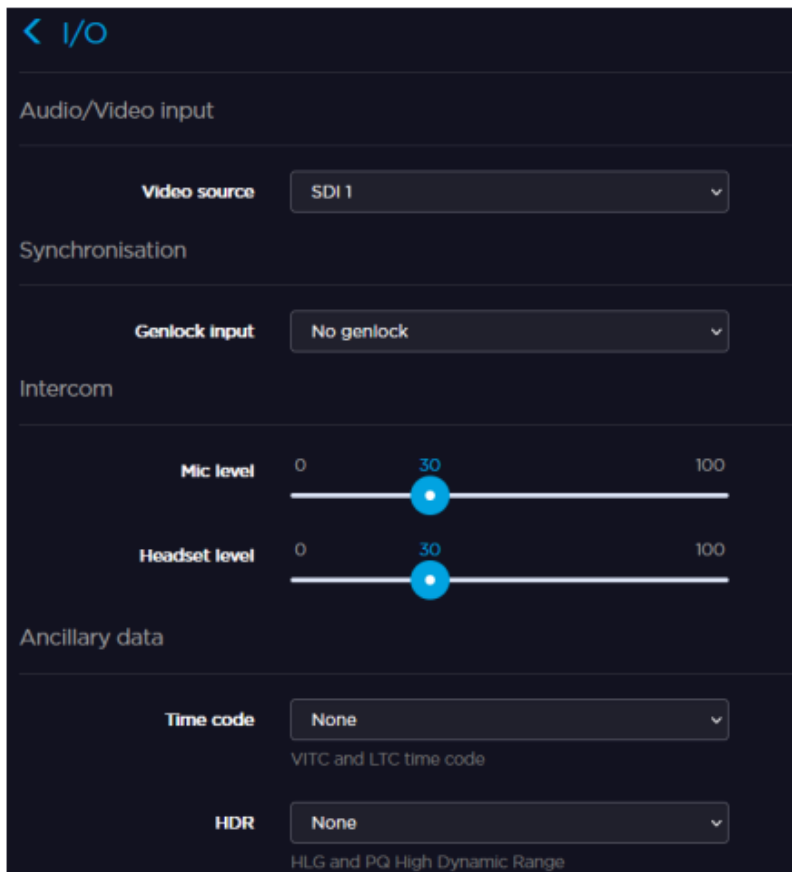 I/O
Audio/Video input
Video source SDI 1
Synchronisation
Genlock input No genlock
Intercom
Mic level 0 30 100
Headset level 0 30 100
Ancillary data
Time code None
VITC and LTC time code
HDR None
HLG and PQ High Dynamic Range